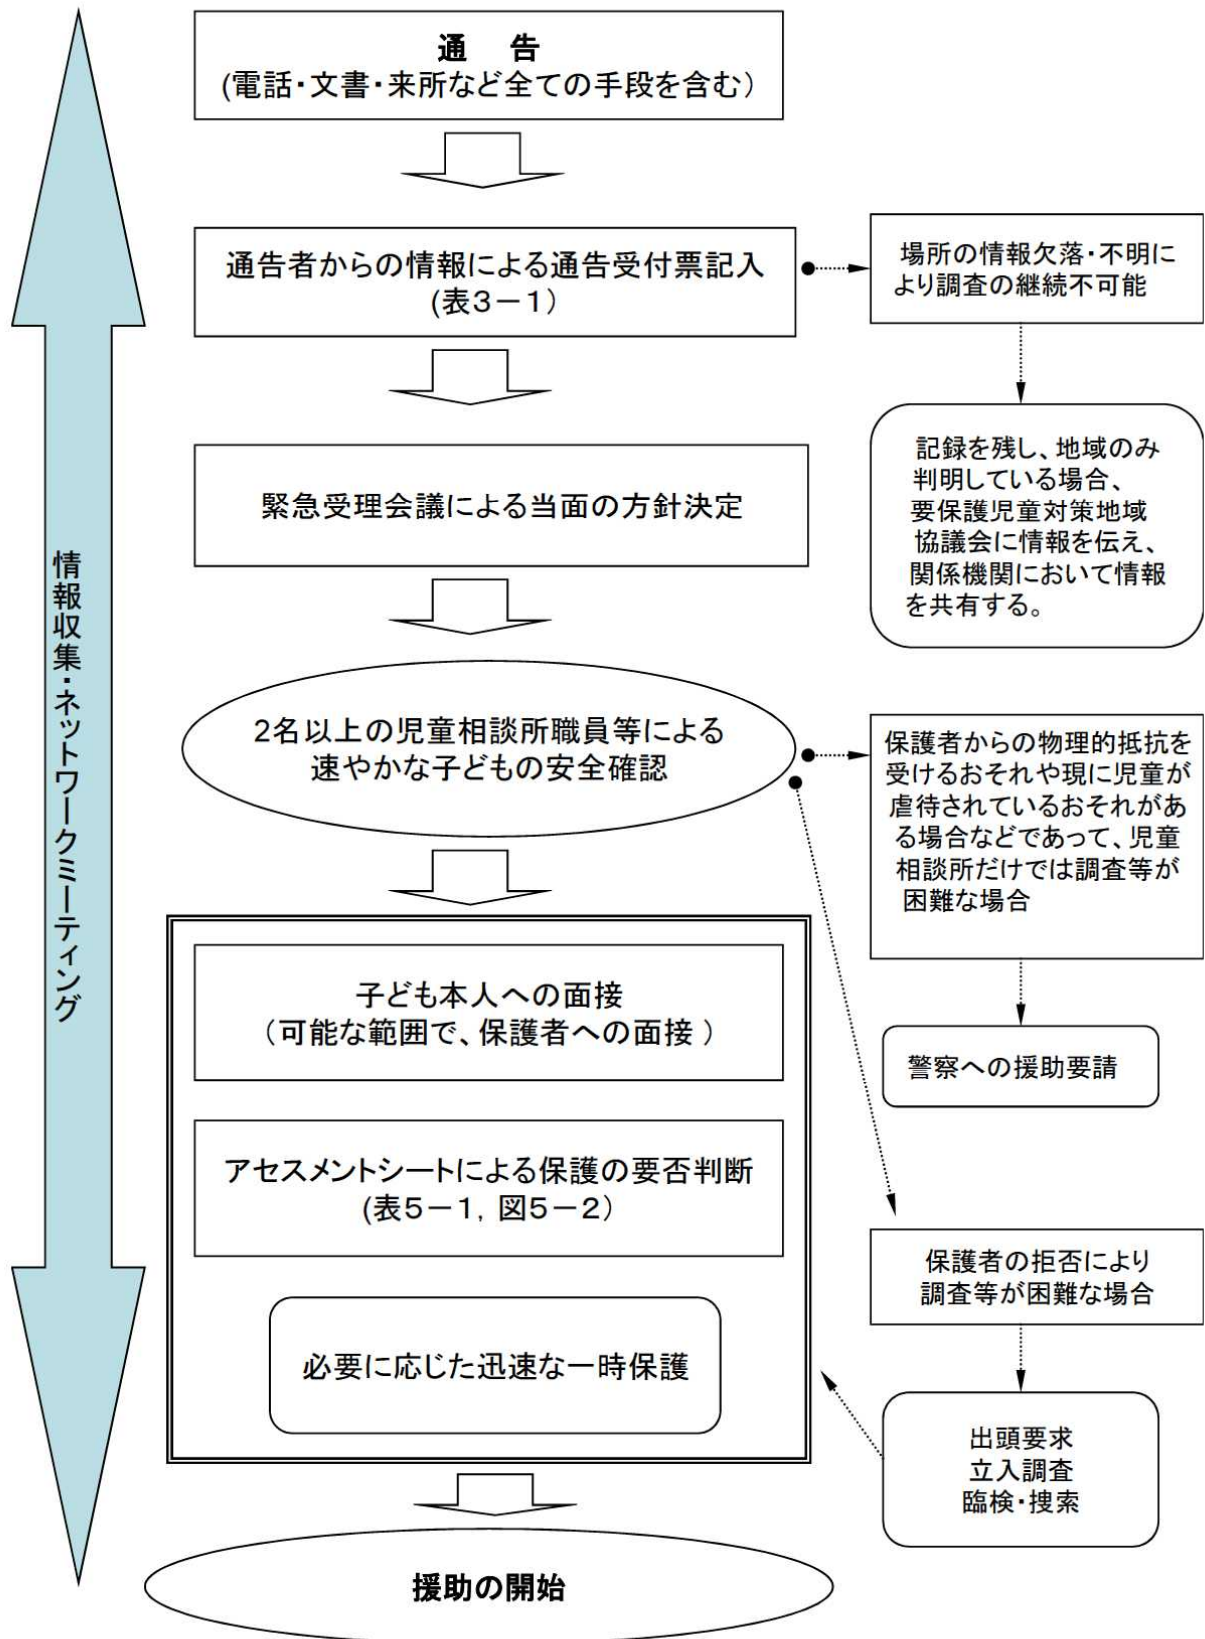 通 告
(電話・文書・来所など全ての手段を含む)
通告者からの情報による通告受付票記入
(表3－1)
場所の情報欠落・不明に
より調査の継続不可能
緊急受理会議による当面の方針決定
記録を残し、地域のみ
判明している場合、
要保護児童対策地域
協議会に情報を伝え、
関係機関において情報
を共有する。
情報収集・ネットワークミーティング
2名以上の児童相談所職員等による
速やかな子どもの安全確認
保護者からの物理的抵抗を
受けるおそれや現に児童が
虐待されているおそれがあ
る場合などであって、児童
相談所だけでは調査等が
困難な場合
子ども本人への面接
（可能な範囲で、保護者への面接 ）
警察への援助要請
アセスメントシートによる保護の要否判断
(表5－1, 図5－2)
保護者の拒否により
調査等が困難な場合
必要に応じた迅速な一時保護
出頭要求
立入調査
臨検・捜索
援助の開始